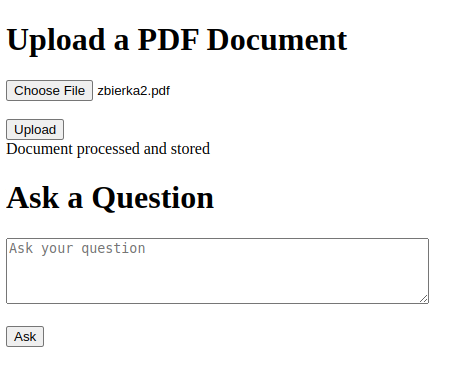 Upload a PDF Document
Choose File zbierka2.pdf
Upload
Document processed and stored
Ask a Question
Ask your question
Ask